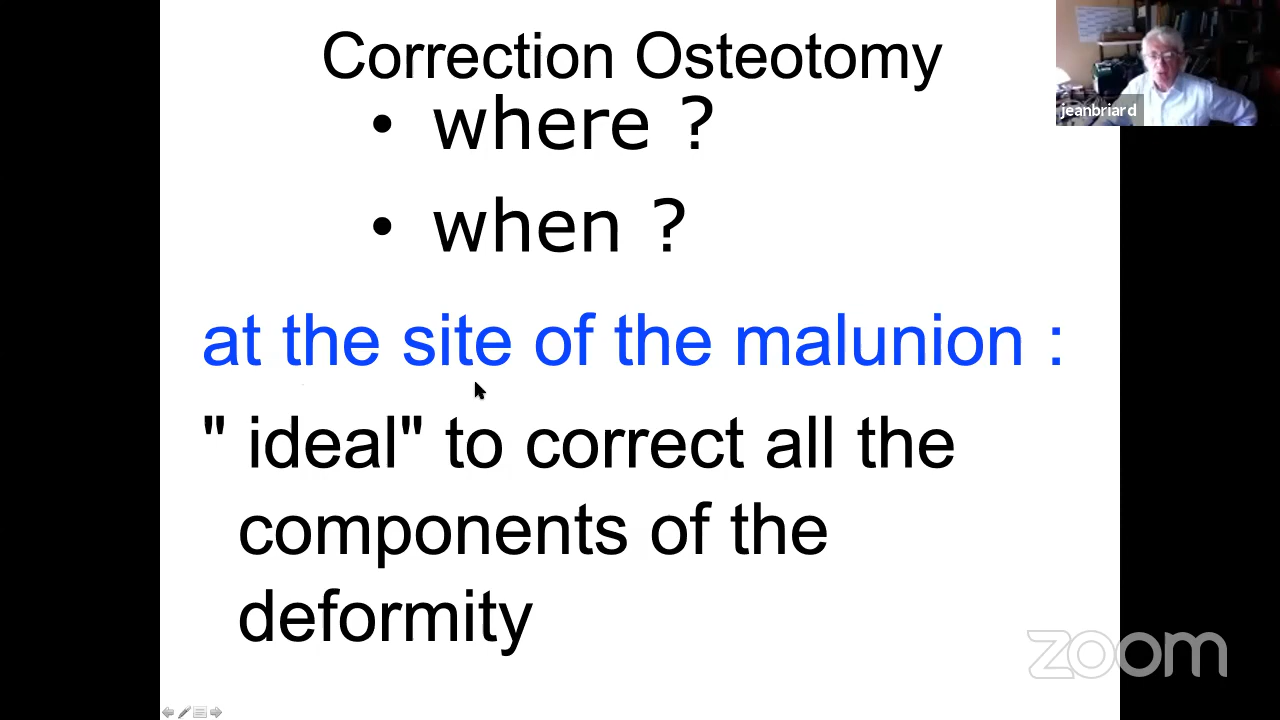 Correction Osteotomy
• where ?
• when ?
at the site of the malunion :
" ideal" to correct all the
components of the
deformity
jeanbriard
zoom